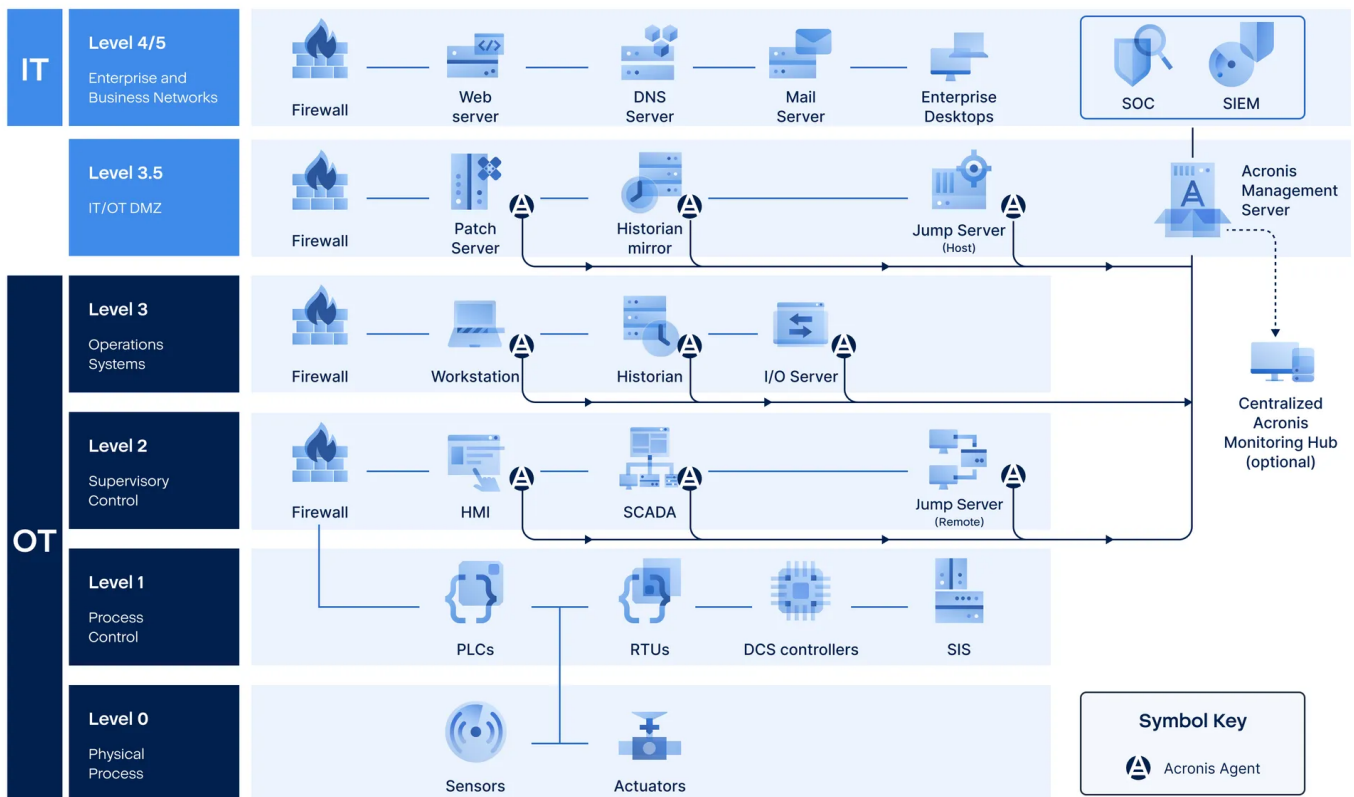 IT
Level 4/5
Enterprise and
Business Networks
Firewall
Web
server
DNS
Server
Mail
Server
Enterprise
Desktops
SOC
SIEM
Level 3.5
IT/OT DMZ
Firewall
Patch
Server
Historian
mirror
Jump Server
(Host)
A
Acronis
Management
Server
OT
Level 3
Operations
Systems
Firewall
Workstation
Historian
I/O Server
Centralized
Acronis
Monitoring Hub
(optional)
Level 2
Supervisory
Control
Firewall
HMI
SCADA
Jump Server
(Remote)
Level 1
Process
Control
PLCs
RTUs
DCS controllers
SIS
Level 0
Physical
Process
Sensors
Actuators
Symbol Key
Acronis Agent